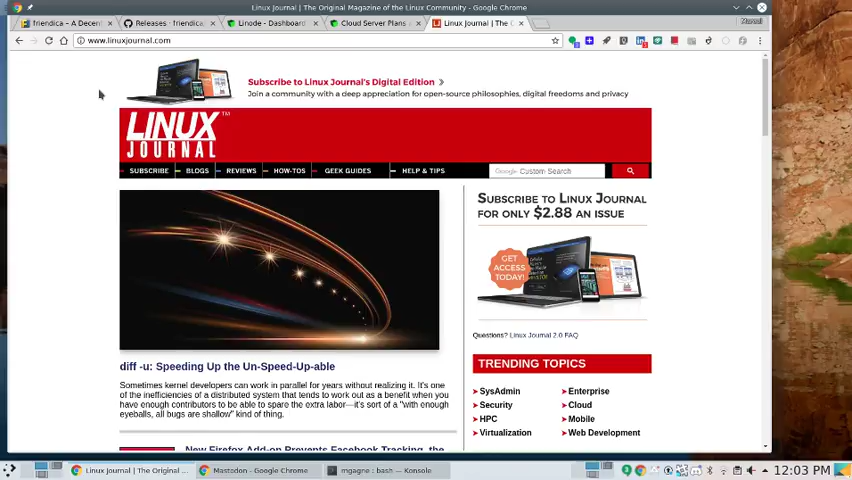 Linux Journal | The Original Magazine of the Linux Community - Google Chrome
friendica – A Decent
Releases · friendica
Linode - Dashboard
Cloud Server Plans
Linux Journal | The O
www.linuxjournal.com
Subscribe to Linux Journal's Digital Edition
Join a community with a deep appreciation for open-source philosophies, digital freedoms and privacy
LINUX
JOURNAL™
SUBSCRIBE
BLOGS
REVIEWS
HOW-TOS
GEEK GUIDES
HELP & TIPS
Google Custom Search
SUBSCRIBE TO LINUX JOURNAL
FOR ONLY $2.88 AN ISSUE
GET
ACCESS
TODAY!
Questions? Linux Journal 2.0 FAQ
diff -u: Speeding Up the Un-Speed-Up-able
Sometimes kernel developers can work in parallel for years without realizing it. It's one
of the inefficiencies of a distributed system that tends to work out as a benefit when you
have enough contributors to be able to spare the extra labor—it's sort of a "with enough
eyeballs, all bugs are shallow" kind of thing.
New Firefox Add-on Prevents Facebook Tracking, the
TRENDING TOPICS
SysAdmin
Enterprise
Security
Cloud
HPC
Mobile
Virtualization
Web Development
Linux Journal | The Original ...
Mastodon - Google Chrome
mgagne : bash — Konsole
12:03 PM